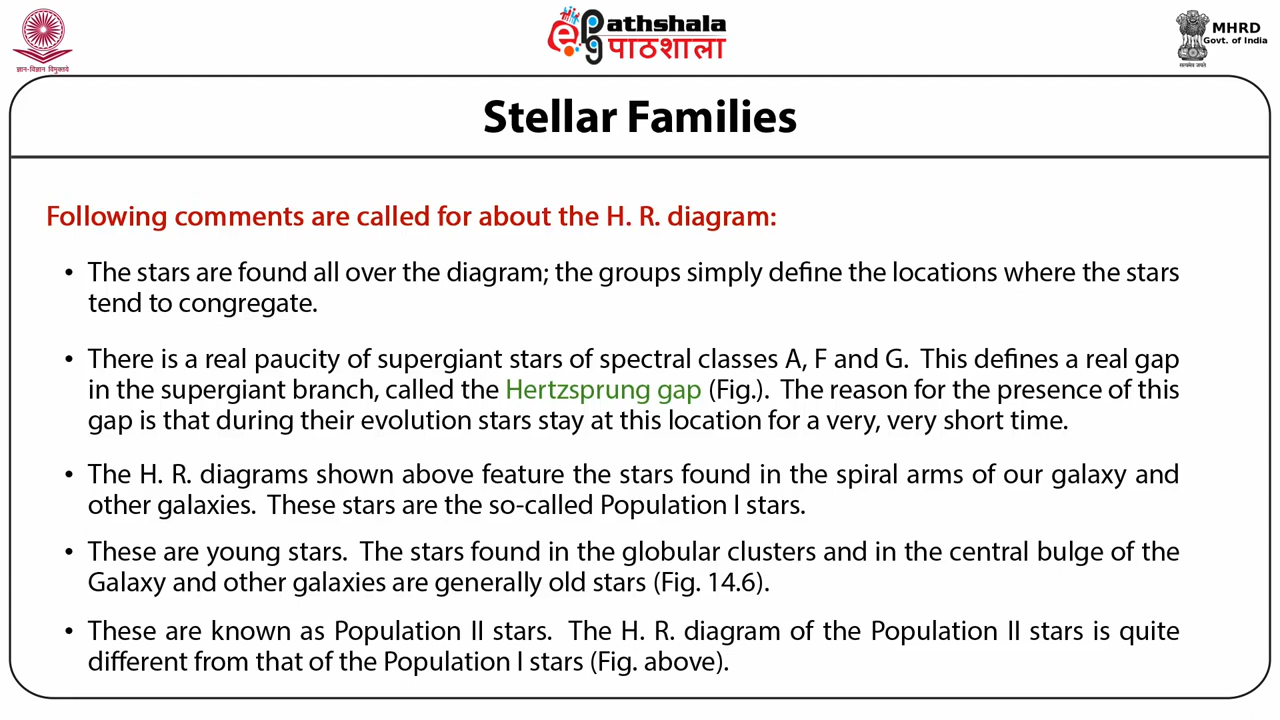 ज्ञान-विज्ञान विमुक्तये
ePG
athshala
पाठशाला
MHRD
Govt. of India
सत्यमेव जयते
Stellar Families
Following comments are called for about the H. R. diagram:
• The stars are found all over the diagram; the groups simply define the locations where the stars
tend to congregate.
• There is a real paucity of supergiant stars of spectral classes A, F and G. This defines a real gap
in the supergiant branch, called the Hertzsprung gap (Fig.). The reason for the presence of this
gap is that during their evolution stars stay at this location for a very, very short time.
• The H. R. diagrams shown above feature the stars found in the spiral arms of our galaxy and
other galaxies. These stars are the so-called Population I stars.
• These are young stars. The stars found in the globular clusters and in the central bulge of the
Galaxy and other galaxies are generally old stars (Fig. 14.6).
• These are known as Population II stars. The H. R. diagram of the Population II stars is quite
different from that of the Population I stars (Fig. above).